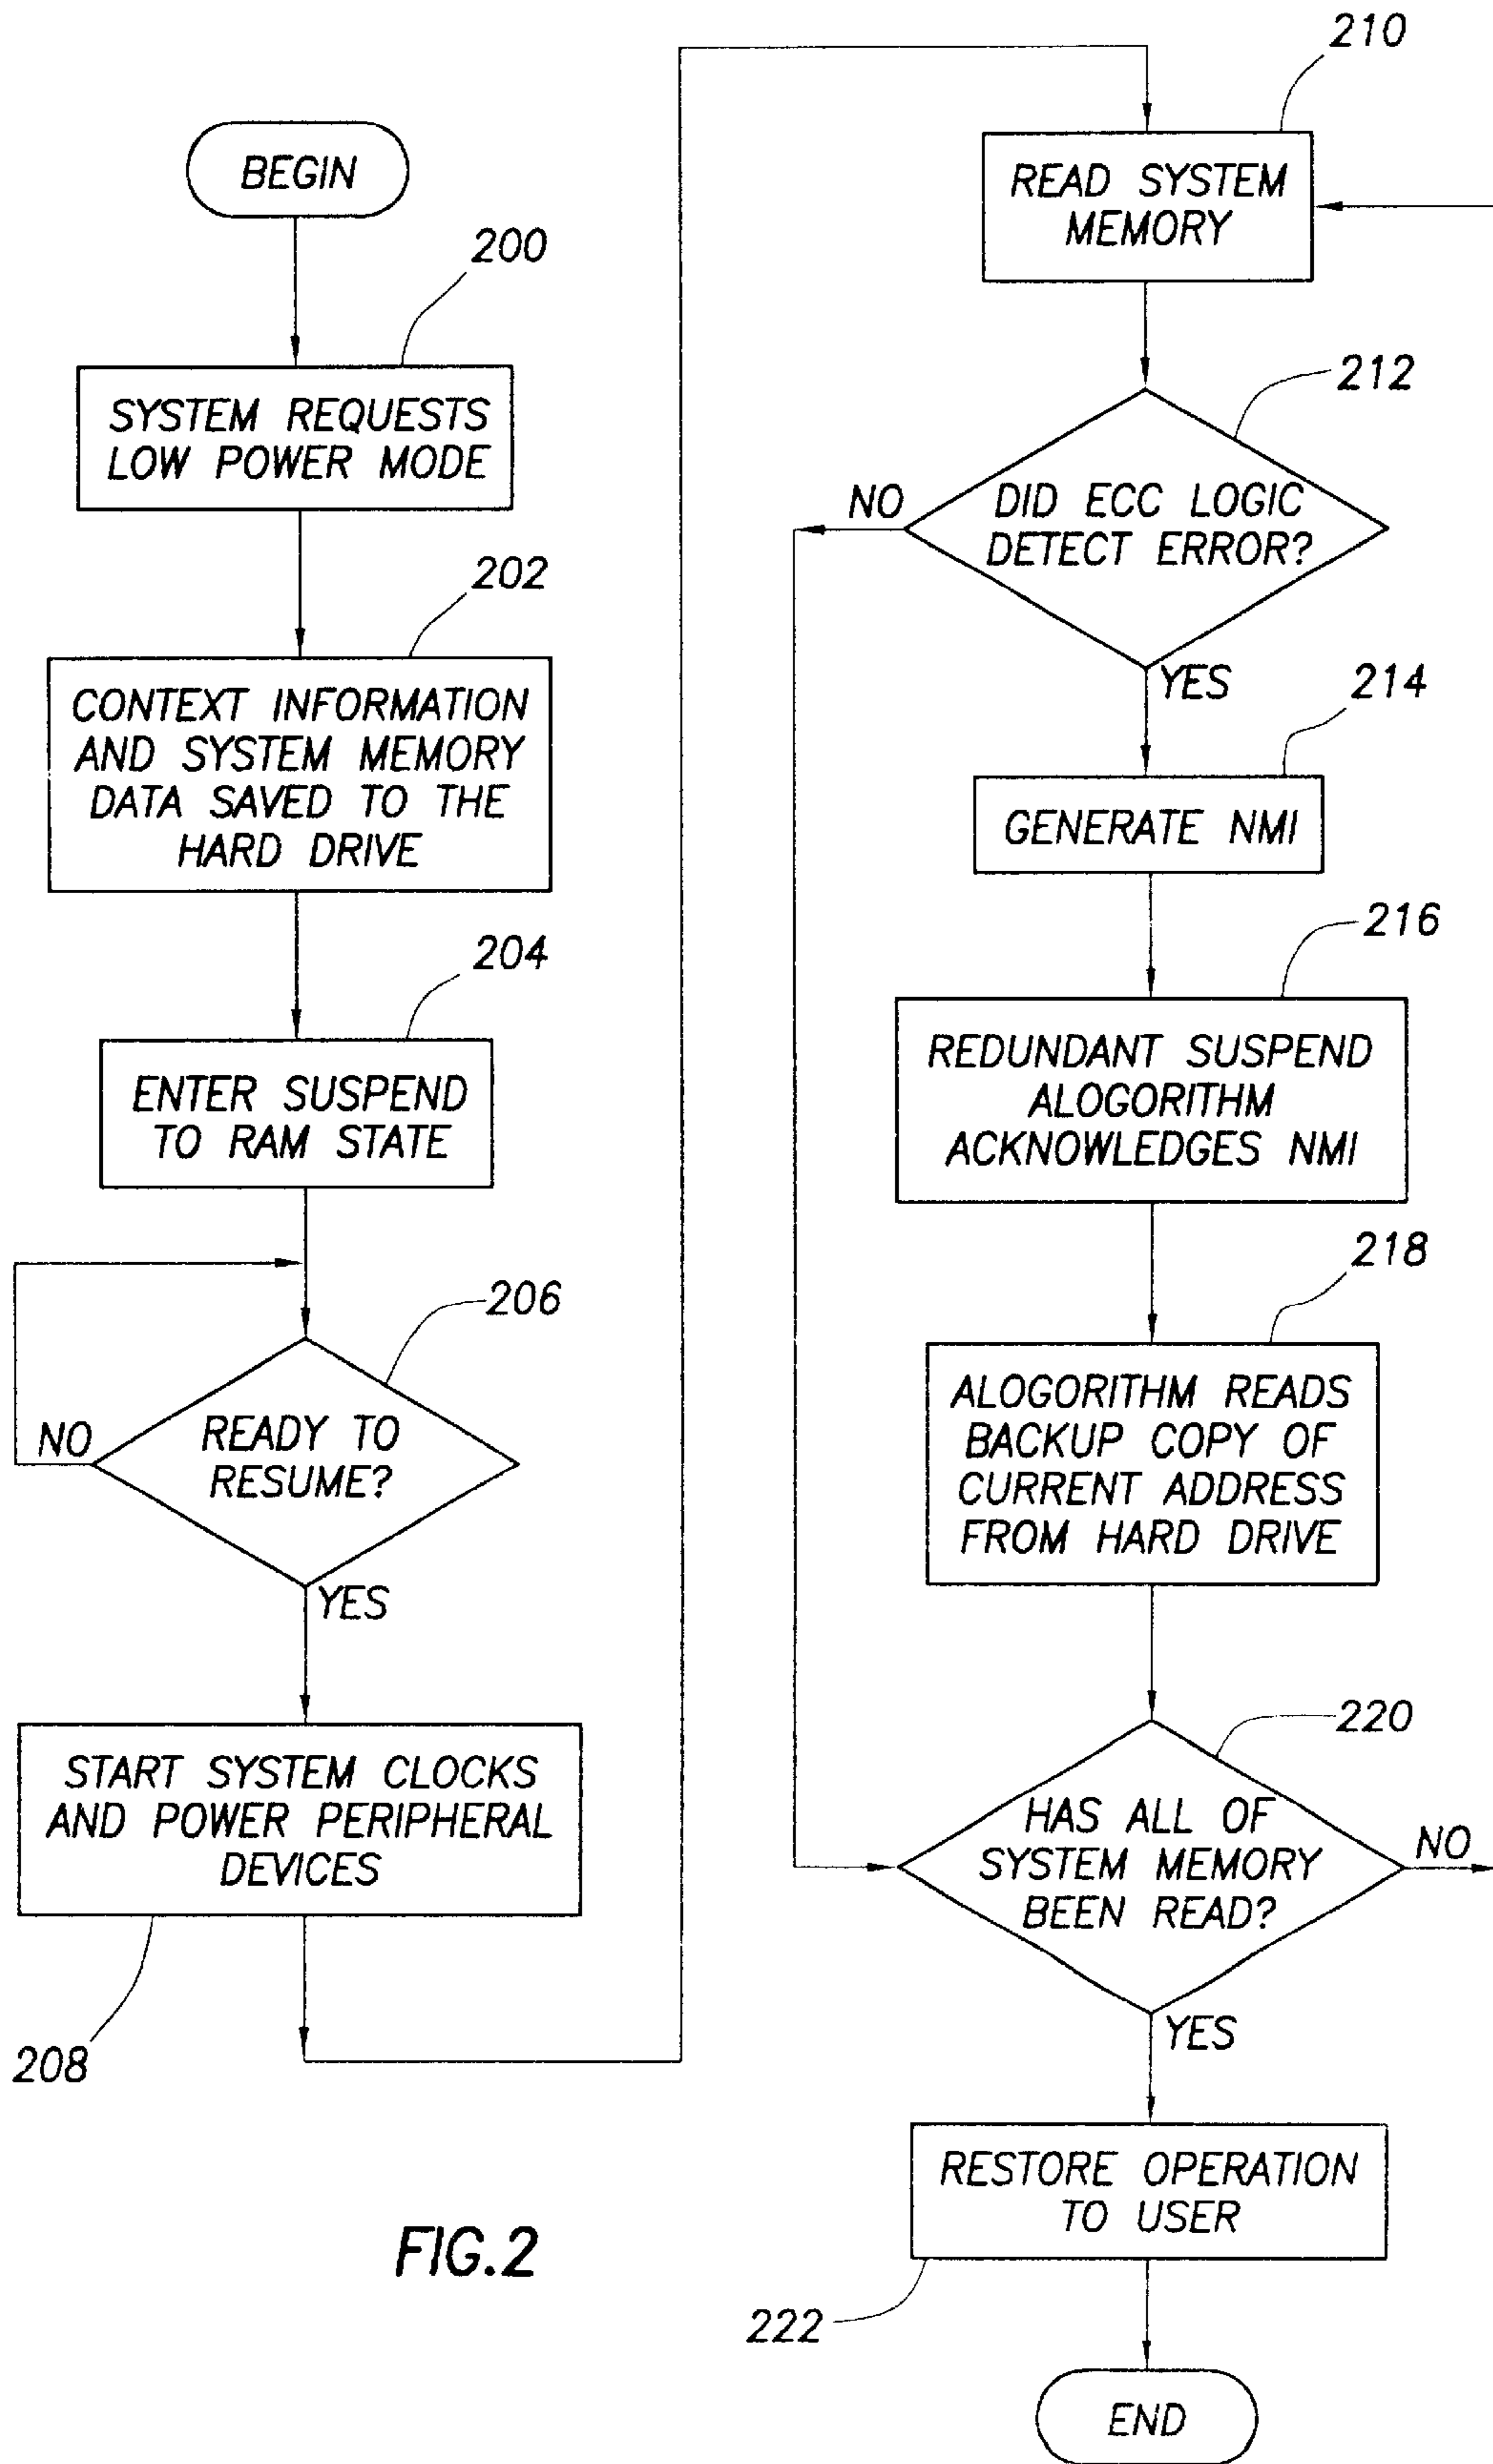 BEGIN
200
SYSTEM REQUESTS
LOW POWER MODE
202
CONTEXT INFORMATION
AND SYSTEM MEMORY
DATA SAVED TO THE
HARD DRIVE
204
ENTER SUSPEND
TO RAM STATE
206
READY TO
RESUME?
NO
YES
START SYSTEM CLOCKS
AND POWER PERIPHERAL
DEVICES
208
210
READ SYSTEM
MEMORY
212
DID ECC LOGIC
DETECT ERROR?
NO
YES
214
GENERATE NMI
216
REDUNDANT SUSPEND
ALOGORITHM
ACKNOWLEDGES NMI
218
ALOGORITHM READS
BACKUP COPY OF
CURRENT ADDRESS
FROM HARD DRIVE
220
HAS ALL OF
SYSTEM MEMORY
BEEN READ?
NO
YES
RESTORE OPERATION
TO USER
222
END
FIG.2